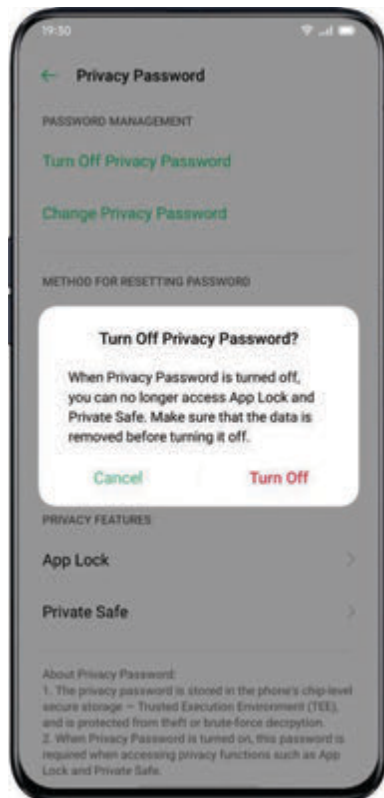 19:30
Privacy Password
PASSWORD MANAGEMENT
Turn Off Privacy Password
Change Privacy Password
METHOD FOR RESETTING PASSWORD
Turn Off Privacy Password?
When Privacy Password is turned off,
you can no longer access App Lock and
Private Safe. Make sure that the data is
removed before turning it off.
Cancel Turn Off
PRIVACY FEATURES
App Lock
Private Safe
About Privacy Password:
1. The privacy password is stored in the phone's chip-level
secure storage — Trusted Execution Environment (TEE),
and is protected from theft or brute-force decrpytion.
2. When Privacy Password is turned on, this password is
required when accessing privacy functions such as App
Lock and Private Safe.